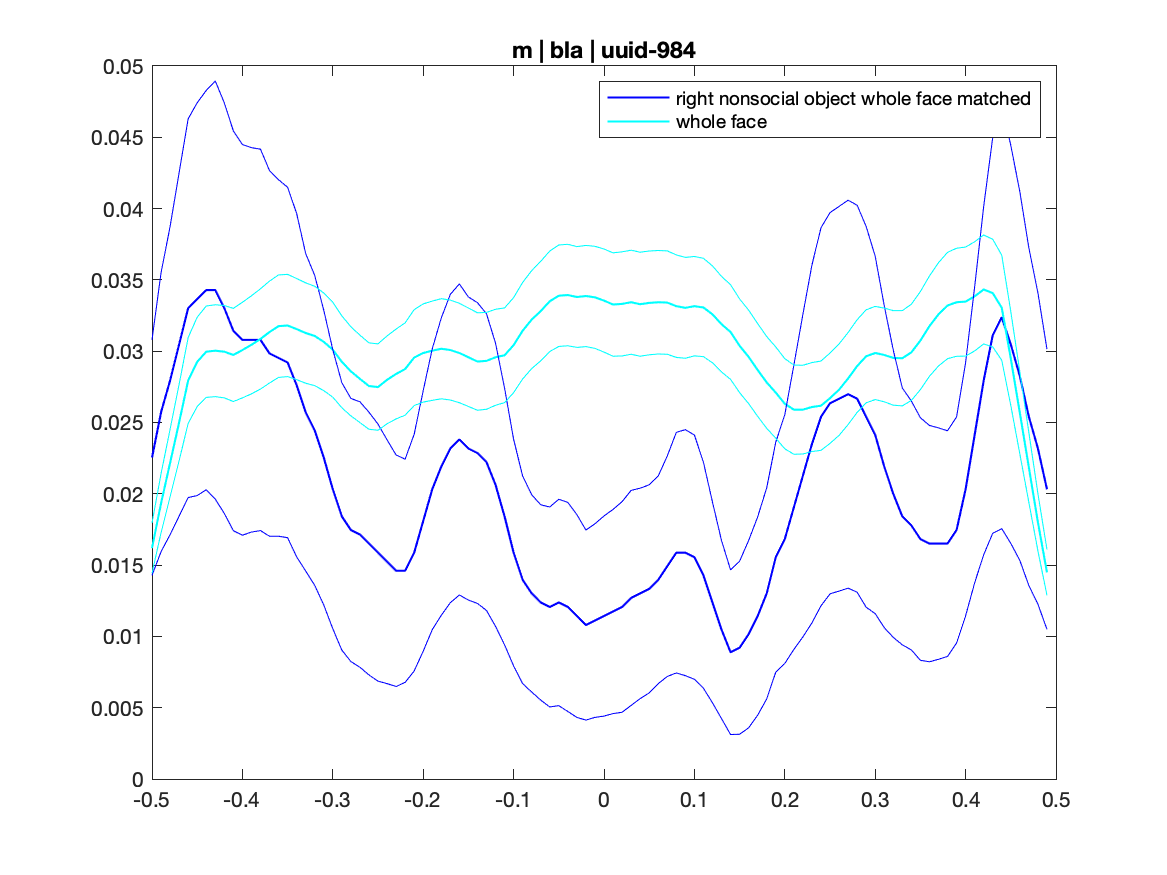 m | bla | uuid-984
right nonsocial object whole face matched
whole face
0.05
0.045
0.04
0.035
0.03
0.025
0.02
0.015
0.01
0.005
0
-0.5 -0.4 -0.3 -0.2 -0.1 0 0.1 0.2 0.3 0.4 0.5